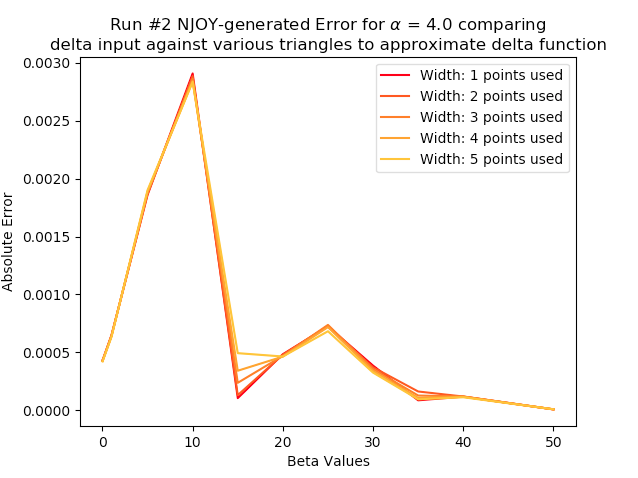 Run #2 NJOY-generated Error for α = 4.0 comparing
delta input against various triangles to approximate delta function
Absolute Error
0.0030
0.0025
0.0020
0.0015
0.0010
0.0005
0.0000
Width: 1 points used
Width: 2 points used
Width: 3 points used
Width: 4 points used
Width: 5 points used
0 10 20 30 40 50
Beta Values